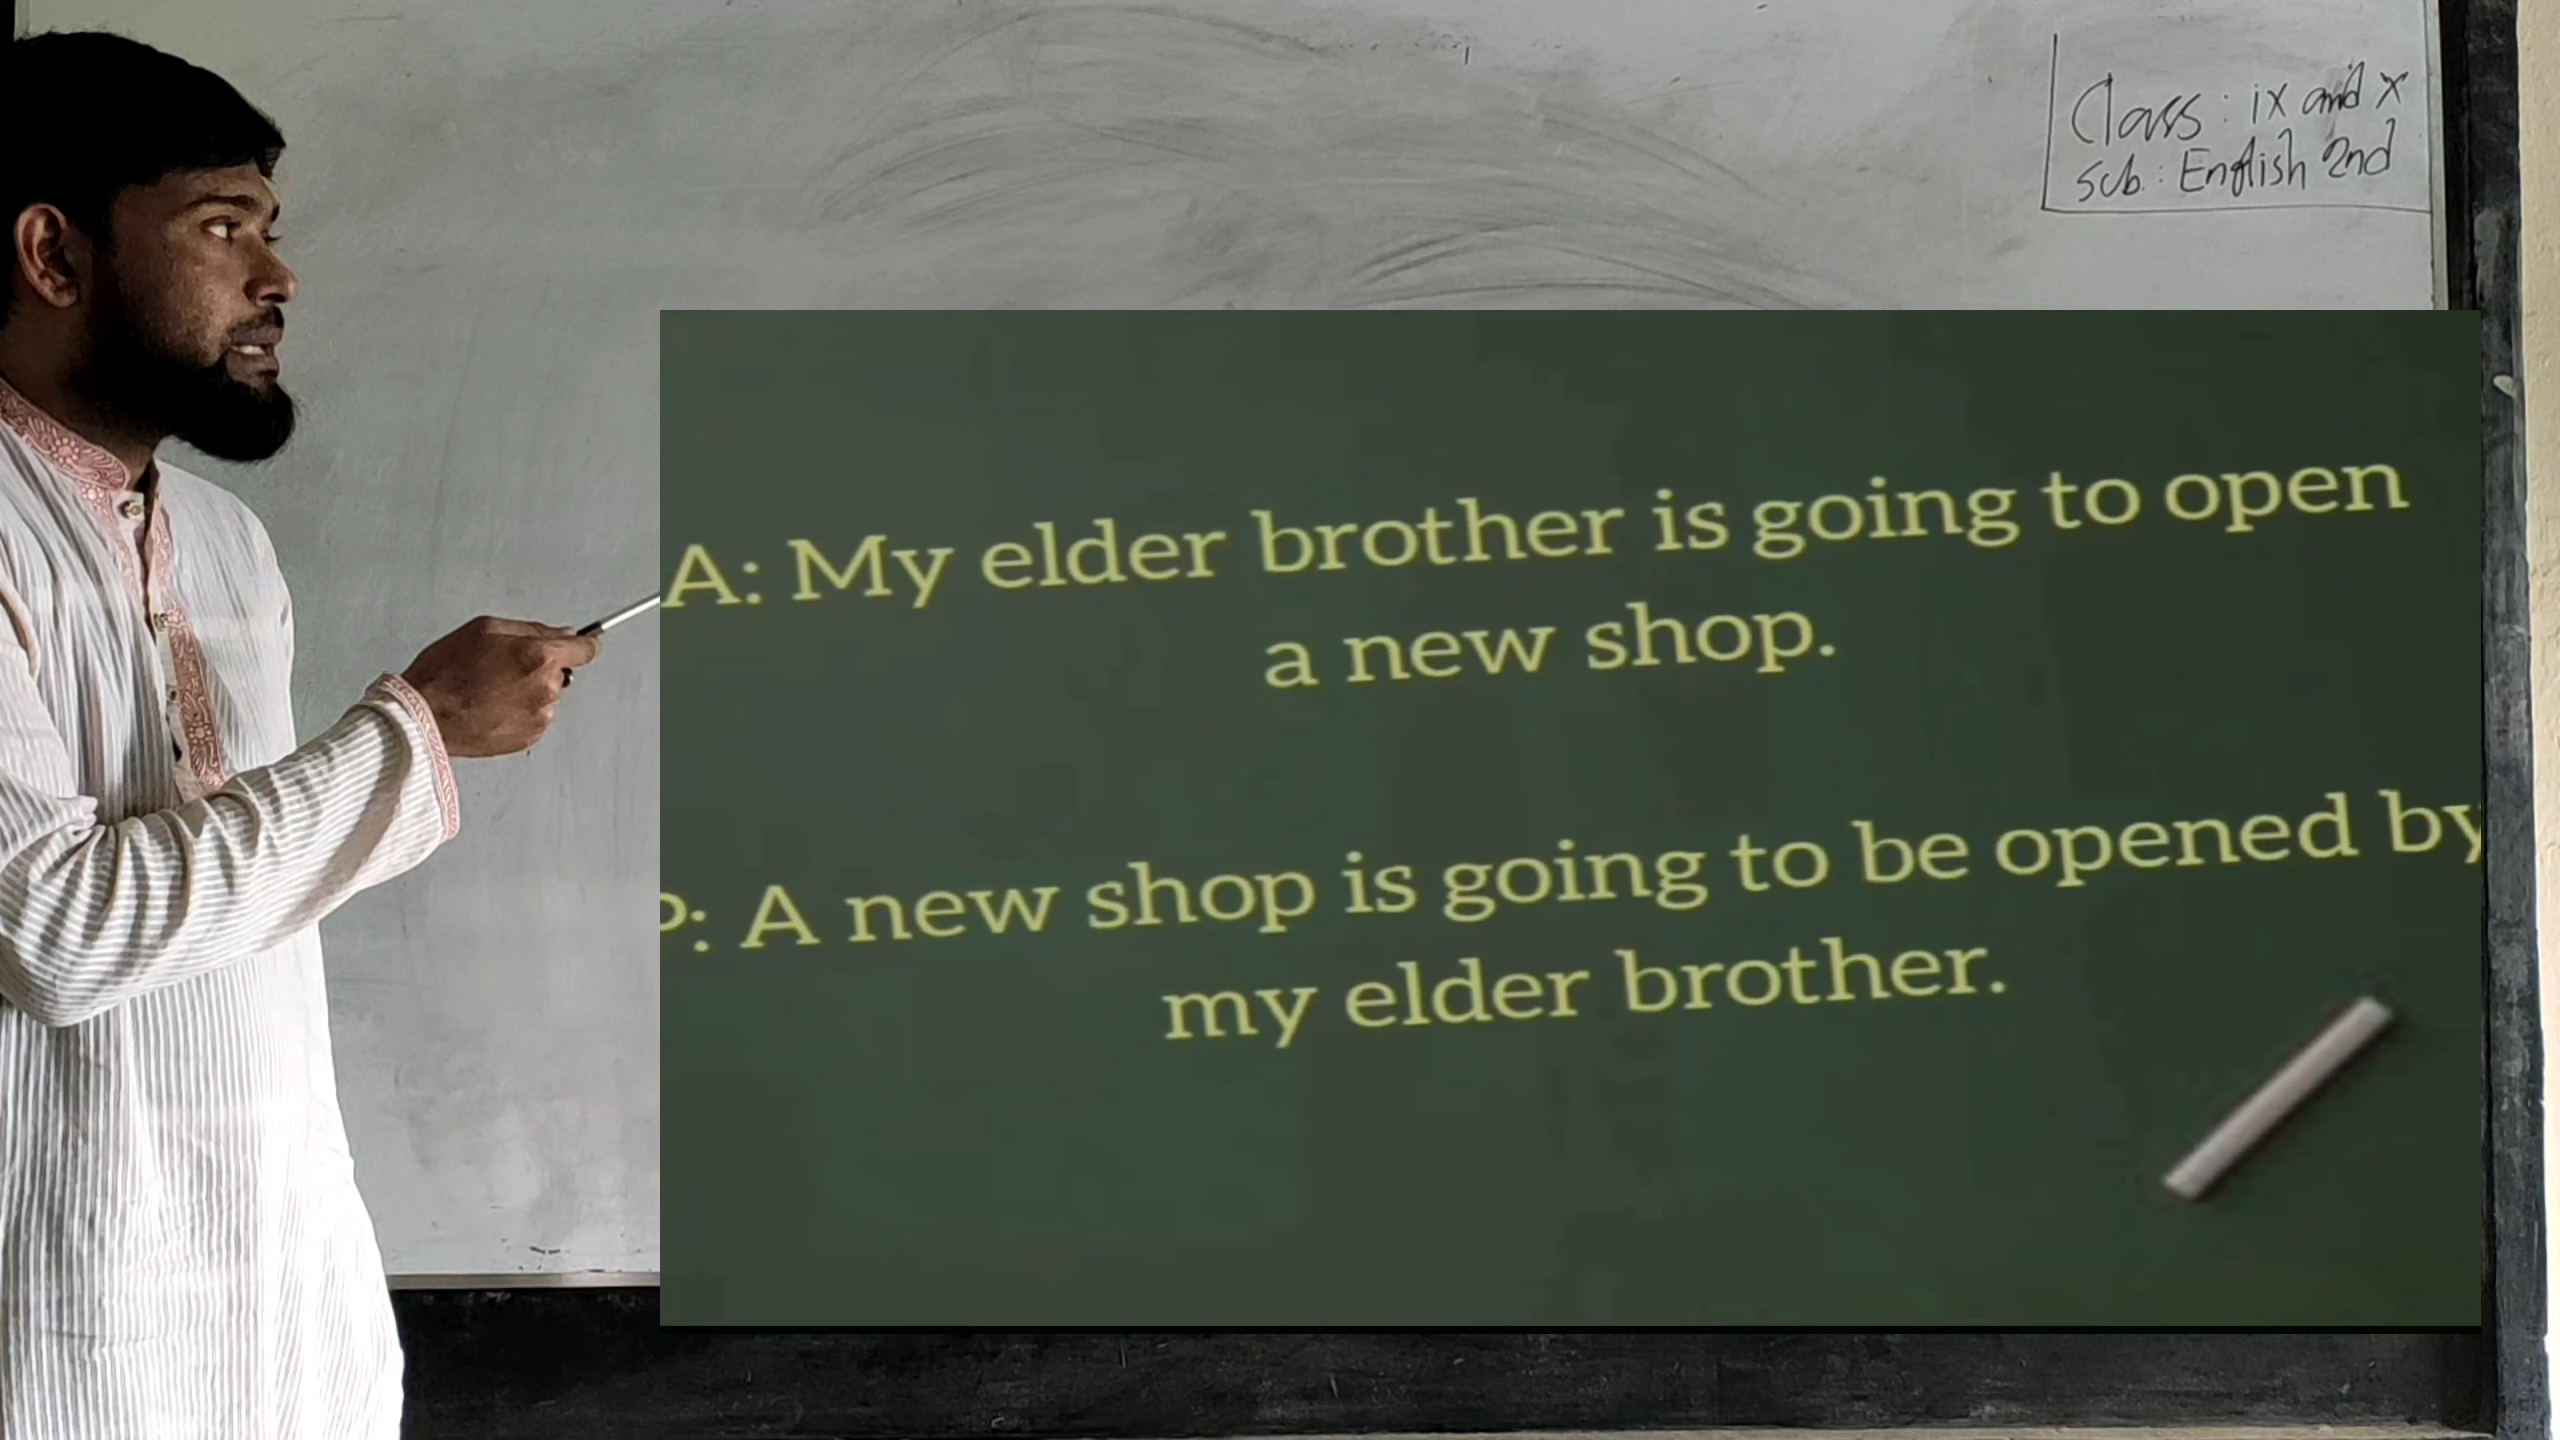 Class: ix and x
Sub.: English 2nd
A: My elder brother is going to open
a new shop.
P: A new shop is going to be opened by
my elder brother.